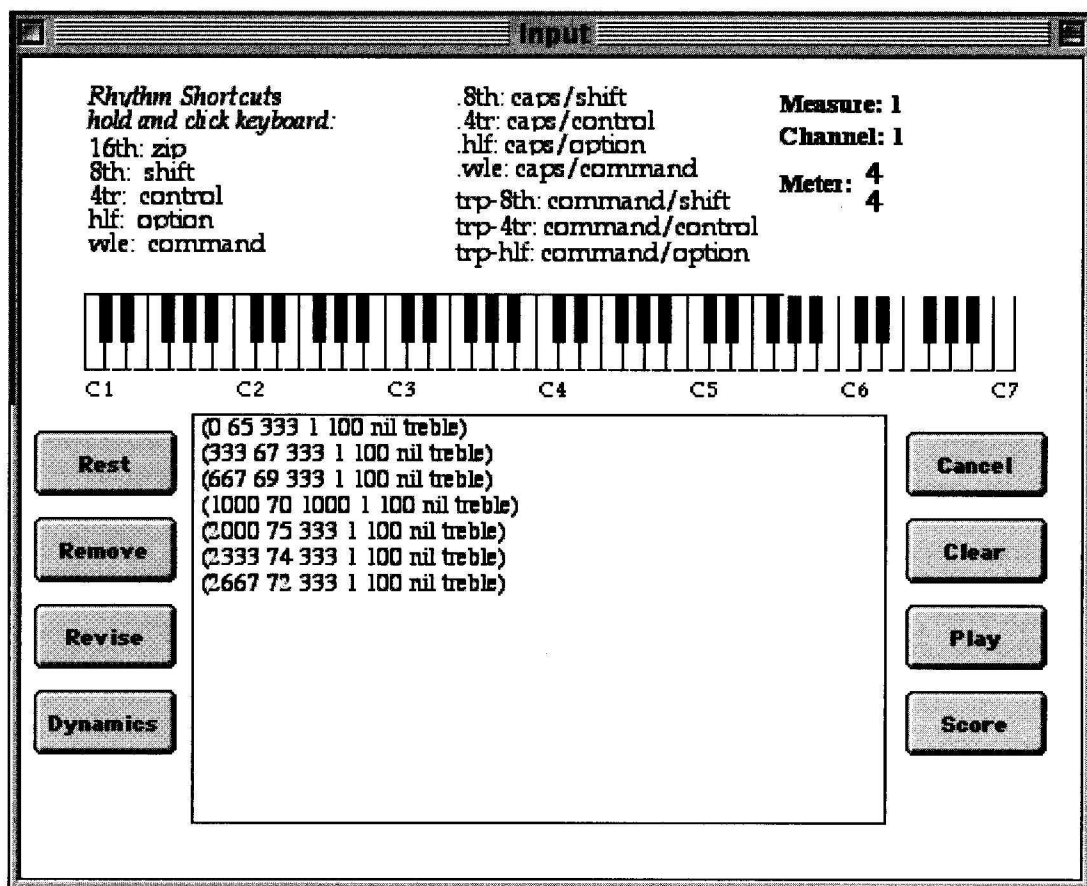 Input
Rhythm Shortcuts
hold and click keyboard:
16th: zip
8th: shift
4tr: control
hlf: option
wle: command
.8th: caps/shift
.4tr: caps/control
.hlf: caps/option
.wle: caps/command
trp-8th: command/shift
trp-4tr: command/control
trp-hlf: command/option
Measure: 1
Channel: 1
Meter: 4
4
C1 C2 C3 C4 C5 C6 C7
(0 65 333 1 100 nil treble)
(333 67 333 1 100 nil treble)
(667 69 333 1 100 nil treble)
(1000 70 1000 1 100 nil treble)
(2000 75 333 1 100 nil treble)
(2333 74 333 1 100 nil treble)
(2667 72 333 1 100 nil treble)
Rest
Remove
Revise
Dynamics
Cancel
Clear
Play
Score